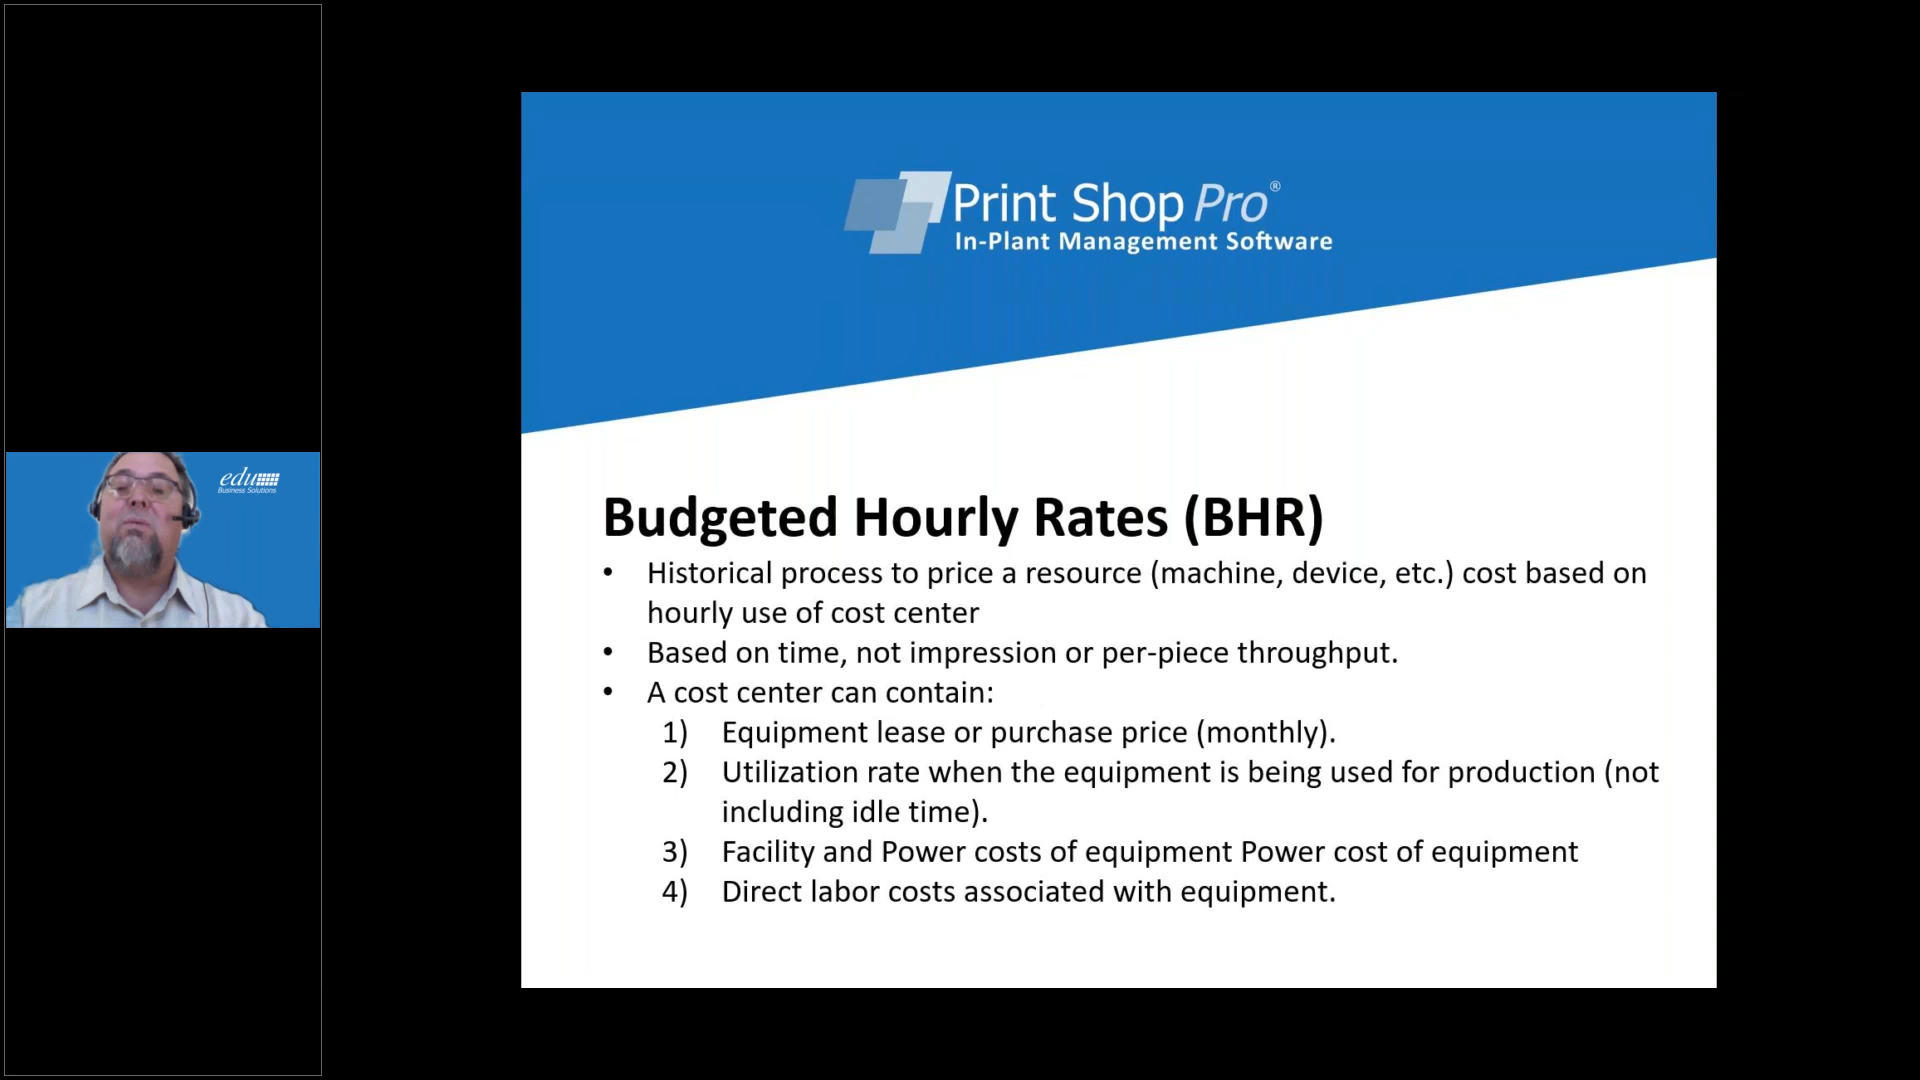 edu
Business Solutions
Print Shop Pro®
In-Plant Management Software
Budgeted Hourly Rates (BHR)
• Historical process to price a resource (machine, device, etc.) cost based on
hourly use of cost center
• Based on time, not impression or per-piece throughput.
• A cost center can contain:
1) Equipment lease or purchase price (monthly).
2) Utilization rate when the equipment is being used for production (not
including idle time).
3) Facility and Power costs of equipment Power cost of equipment
4) Direct labor costs associated with equipment.